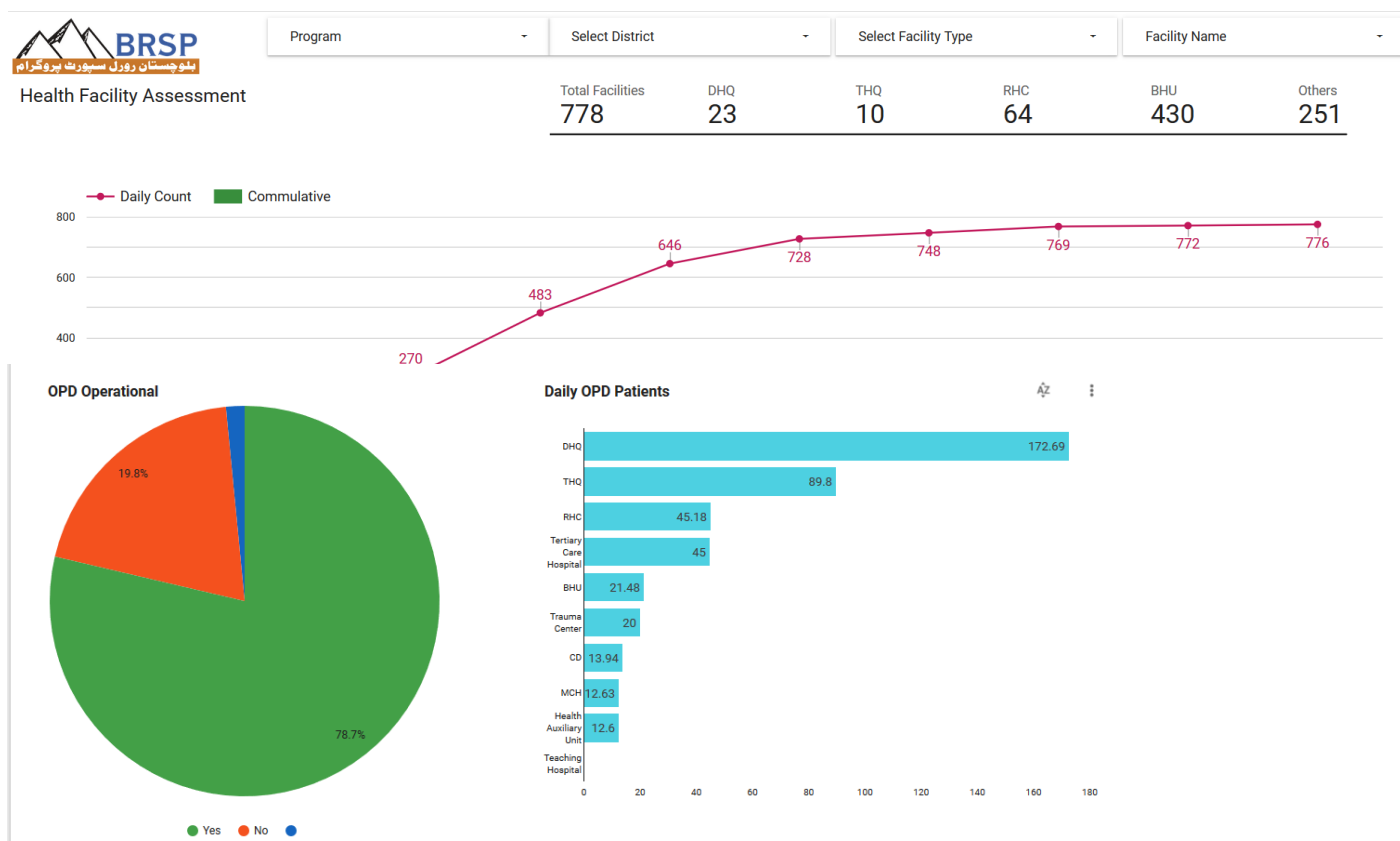 BRSP
بلوچستان رورل سپورٹ پروگرام
Health Facility Assessment
Program
Select District
Select Facility Type
Facility Name
Total Facilities
778
DHQ
23
THQ
10
RHC
64
BHU
430
Others
251
Daily Count
Commulative
800
600
400
270
483
646
728
748
769
772
776
OPD Operational
19.8%
78.7%
Yes
No
Daily OPD Patients
AZ
DHQ
172.69
THQ
89.8
RHC
45.18
Tertiary
Care
Hospital
45
BHU
21.48
Trauma
Center
20
CD
13.94
MCH
12.63
Health
Auxiliary
Unit
12.6
Teaching
Hospital
0 20 40 60 80 100 120 140 160 180